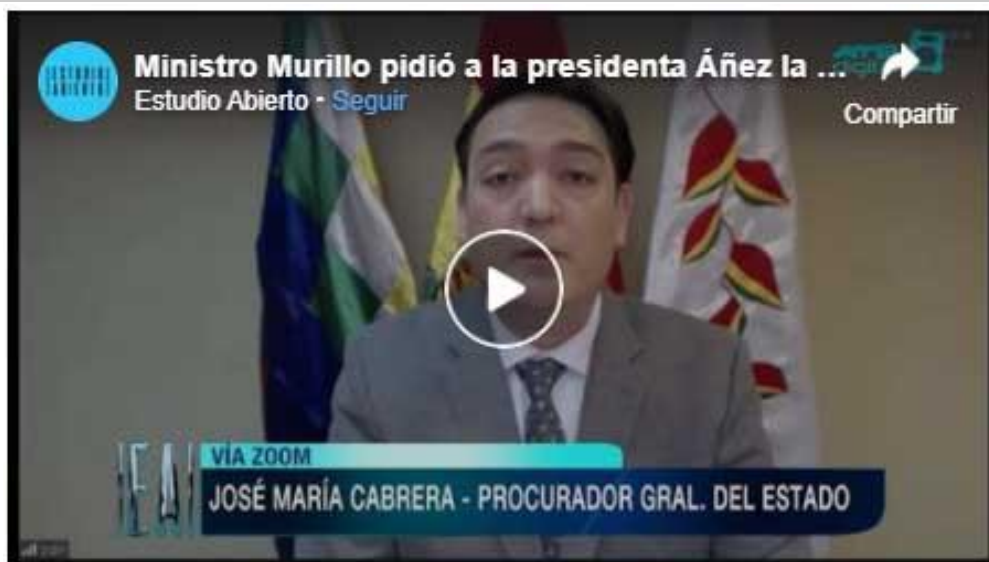 Ministro Murillo pidió a la presidenta Áñez la ...
Estudio Abierto · Seguir
Compartir
VÍA ZOOM
JOSÉ MARÍA CABRERA - PROCURADOR GRAL. DEL ESTADO